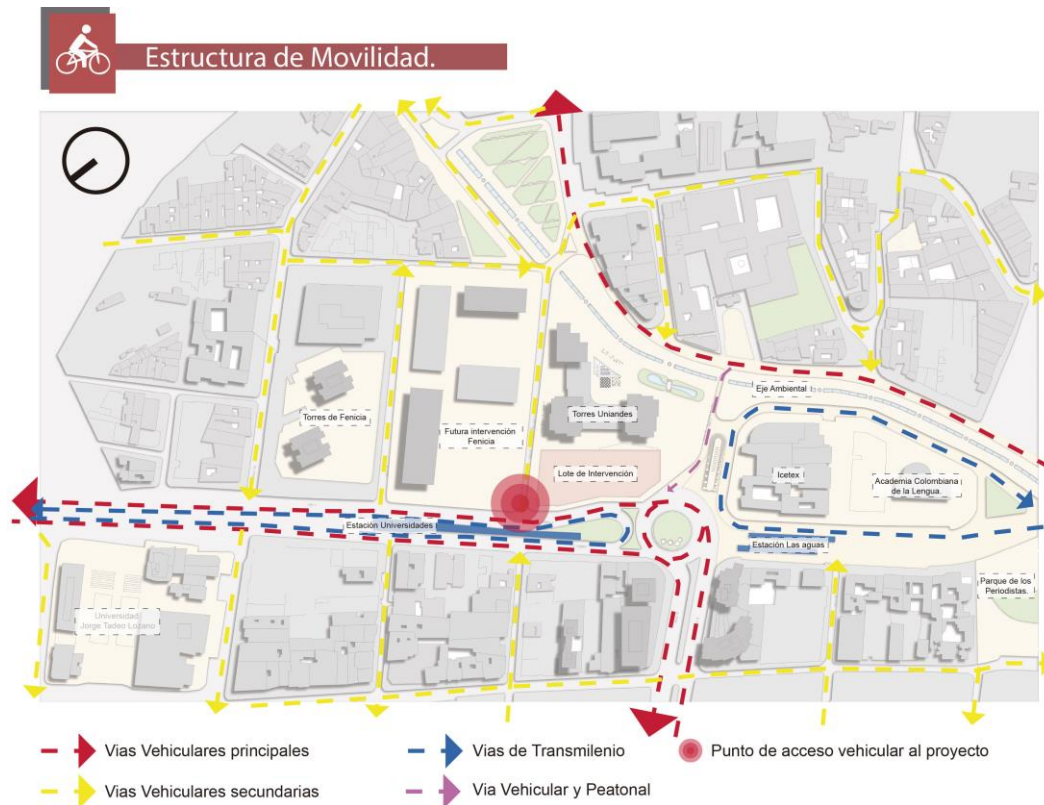 Estructura de Movilidad.
Eje Ambiental
Torres de Fenicia
Torres Uniandes
Futura intervención
Fenicia
Lote de Intervención
Icetex
Academia Colombiana
de la Lengua.
Estación Universidades
Estación Las aguas
Parque de los
Periodistas.
Universidad
Jorge Tadeo Lozano
Vias Vehiculares principales
Vias de Transmilenio
Punto de acceso vehicular al proyecto
Vias Vehiculares secundarias
Via Vehicular y Peatonal